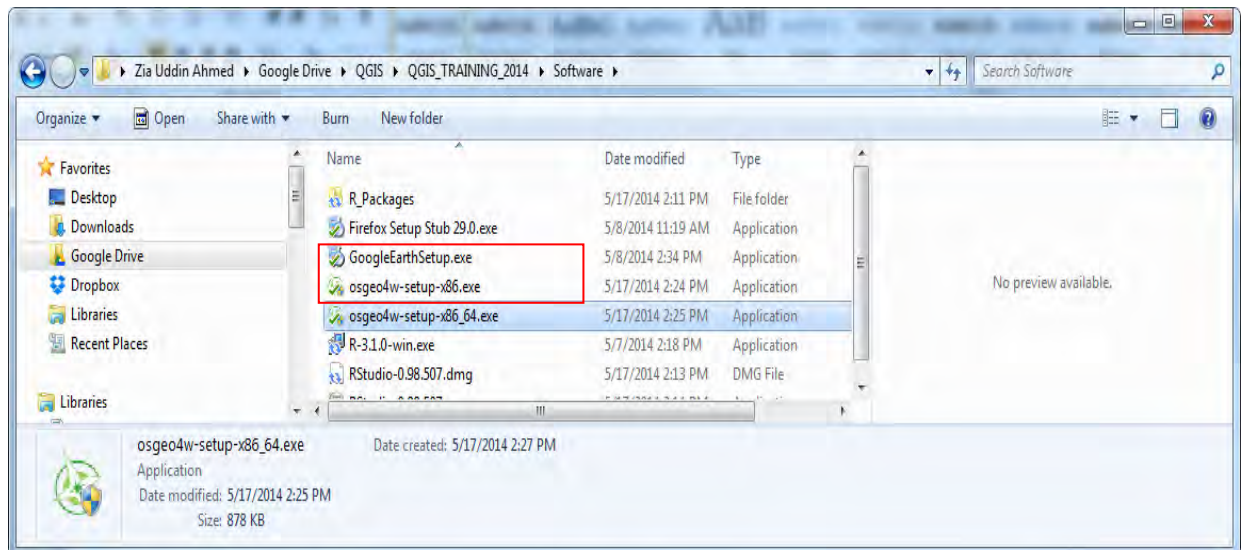 Zia Uddin Ahmed Google Drive QGIS QGIS_TRAINING_2014 Software Search Software
Organize Open Share with Burn New folder
Favorites
Desktop
Downloads
Google Drive
Dropbox
Libraries
Recent Places
Libraries
Name Date modified Type
R_Packages 5/17/2014 2:11 PM File folder
Firefox Setup Stub 29.0.exe 5/8/2014 11:19 AM Application
GoogleEarthSetup.exe 5/8/2014 2:34 PM Application
osgeo4w-setup-x86.exe 5/17/2014 2:24 PM Application
osgeo4w-setup-x86_64.exe 5/17/2014 2:25 PM Application
R-3.1.0-win.exe 5/7/2014 2:18 PM Application
RStudio-0.98.507.dmg 5/17/2014 2:13 PM DMG File
No preview available.
osgeo4w-setup-x86_64.exe Date created: 5/17/2014 2:27 PM
Application
Date modified: 5/17/2014 2:25 PM
Size: 878 KB